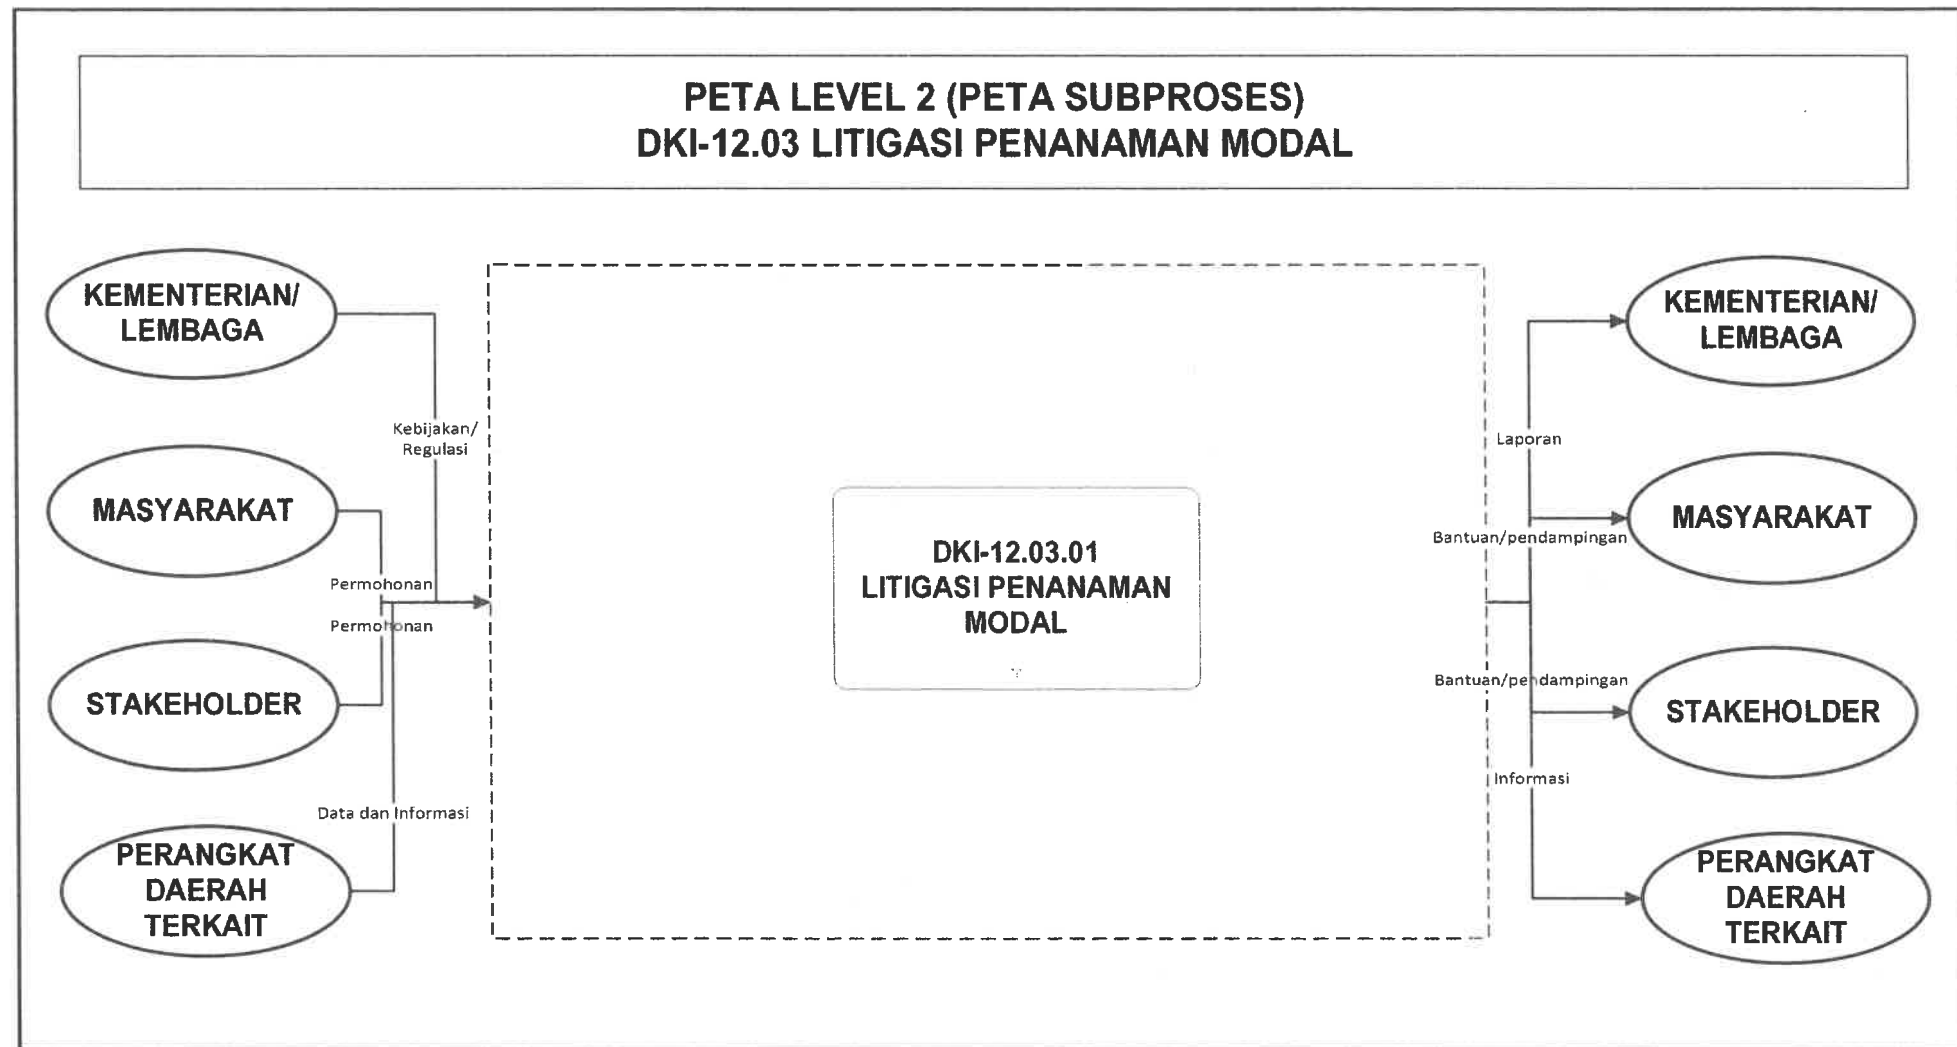 PETA LEVEL 2 (PETA SUBPROSES)
DKI-12.03 LITIGASI PENANAMAN MODAL
KEMENTERIAN/
LEMBAGA
MASYARAKAT
STAKEHOLDER
PERANGKAT
DAERAH
TERKAIT
Kebijakan/
Regulasi
Permohonan
Permohonan
Data dan Informasi
DKI-12.03.01
LITIGASI PENANAMAN
MODAL
Laporan
Bantuan/pendampingan
Bantuan/pendampingan
Informasi
KEMENTERIAN/
LEMBAGA
MASYARAKAT
STAKEHOLDER
PERANGKAT
DAERAH
TERKAIT